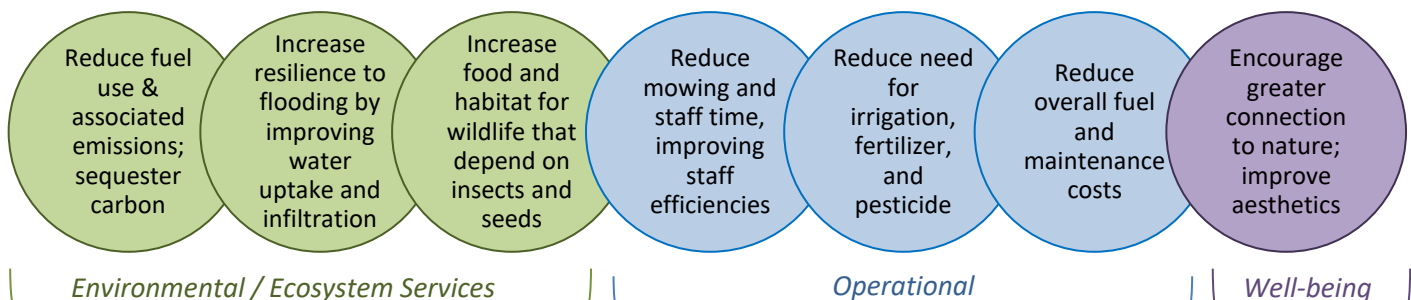 Reduce fuel
use &
associated
emissions;
sequester
carbon
Increase
resilience to
flooding by
improving
water
uptake and
infiltration
Increase
food and
habitat for
wildlife that
depend on
insects and
seeds
Reduce
mowing and
staff time,
improving
staff
efficiencies
Reduce need
for
irrigation,
fertilizer,
and
pesticide
Reduce
overall fuel
and
maintenance
costs
Encourage
greater
connection
to nature;
improve
aesthetics
Environmental / Ecosystem Services
Operational
Well-being